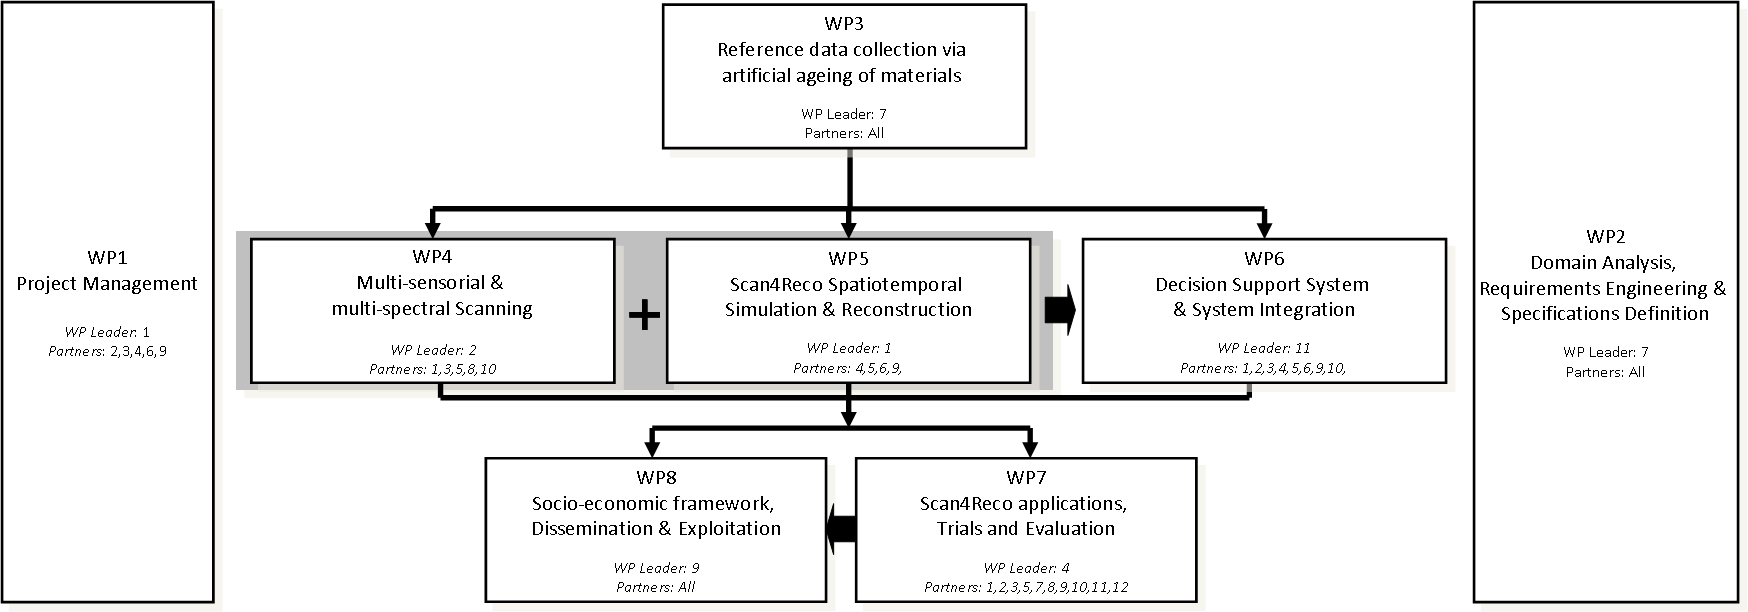 WP1
Project Management
WP Leader: 1
Partners: 2,3,4,6,9
WP3
Reference data collection via
artificial ageing of materials
WP Leader: 7
Partners: All
WP4
Multi-sensorial &
multi-spectral Scanning
WP Leader: 2
Partners: 1,3,5,8,10
+
WP5
Scan4Reco Spatiotemporal
Simulation & Reconstruction
WP Leader: 1
Partners: 4,5,6,9,
WP6
Decision Support System
& System Integration
WP Leader: 11
Partners: 1,2,3,4,5,6,9,10,
WP8
Socio-economic framework,
Dissemination & Exploitation
WP Leader: 9
Partners: All
WP7
Scan4Reco applications,
Trials and Evaluation
WP Leader: 4
Partners: 1,2,3,5,7,8,9,10,11,12
WP2
Domain Analysis,
Requirements Engineering &
Specifications Definition
WP Leader: 7
Partners: All